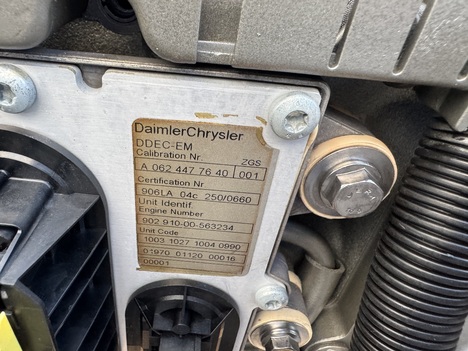 DaimlerChrysler
DDEC-EM
Calibration Nr. ZGS
A 062 447 76 40 001
Certification Nr
906LA 04c 250/0660
Unit Identif.
Engine Number
902 910-00-563234
Unit Code
1003 1027 1004 0990
01970 01120 00016
00001